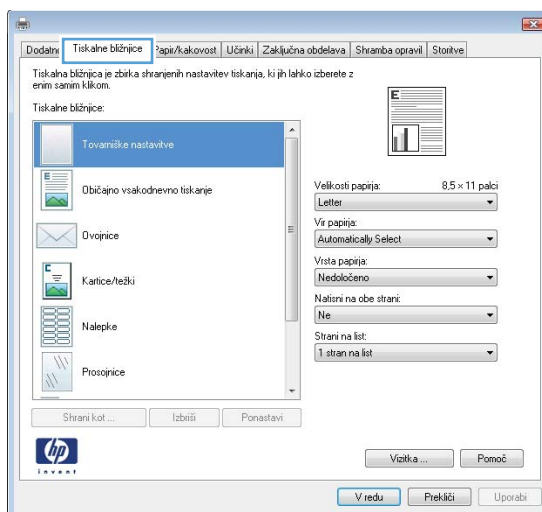 Dodatno
Tiskalne bližnjice
Papir/kakovost
Učinki
Zaključna obdelava
Shramba opravil
Storitve
Tiskalna bližnjica je zbirka shranjenih nastavitev tiskanja, ki jih lahko izberete z
enim samim klikom.
Tiskalne bližnjice:
Tovarniške nastavitve
Običajno vsakodnevno tiskanje
Ovojnice
Kartice/težki
Nalepke
Prosojnice
Shrani kot ...
Izbriši
Ponastavi
E
Velikosti papirja:
8,5 × 11 palci
Letter
Vir papirja:
Automatically Select
Vrsta papirja:
Nedoločeno
Natisni na obe strani:
Ne
Strani na list:
1 stran na list
hp
invent
Vizitka ...
Pomoč
V redu
Prekliči
Uporabi